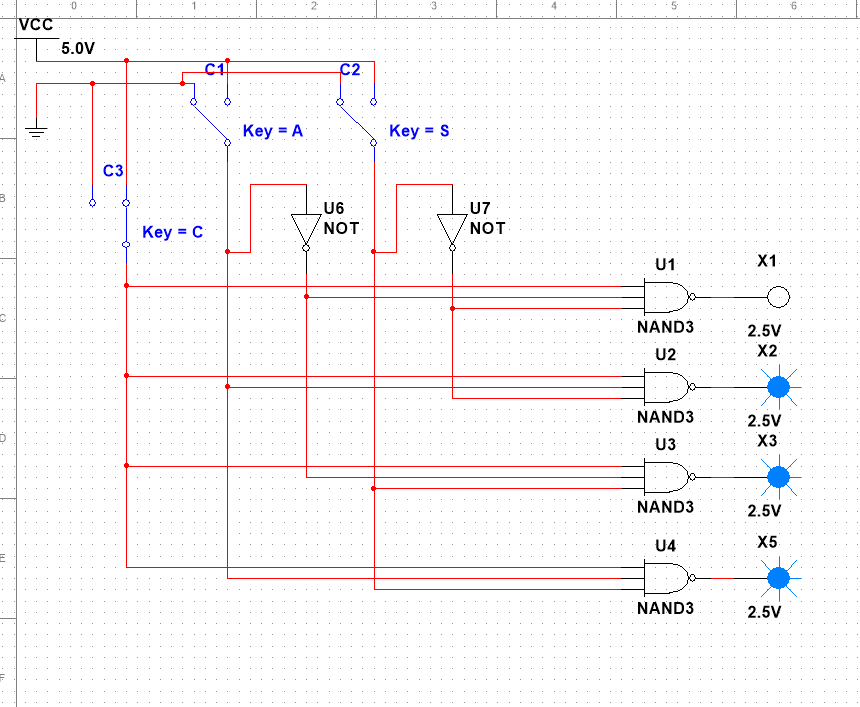 0 1 2 3 4 5 6
VCC
5.0V
A
C1
C2
Key = A
Key = S
C3
B
Key = C
U6
NOT
U7
NOT
U1
X1
C
NAND3
2.5V
U2
X2
NAND3
2.5V
D
U3
X3
NAND3
2.5V
E
U4
X5
NAND3
2.5V
F